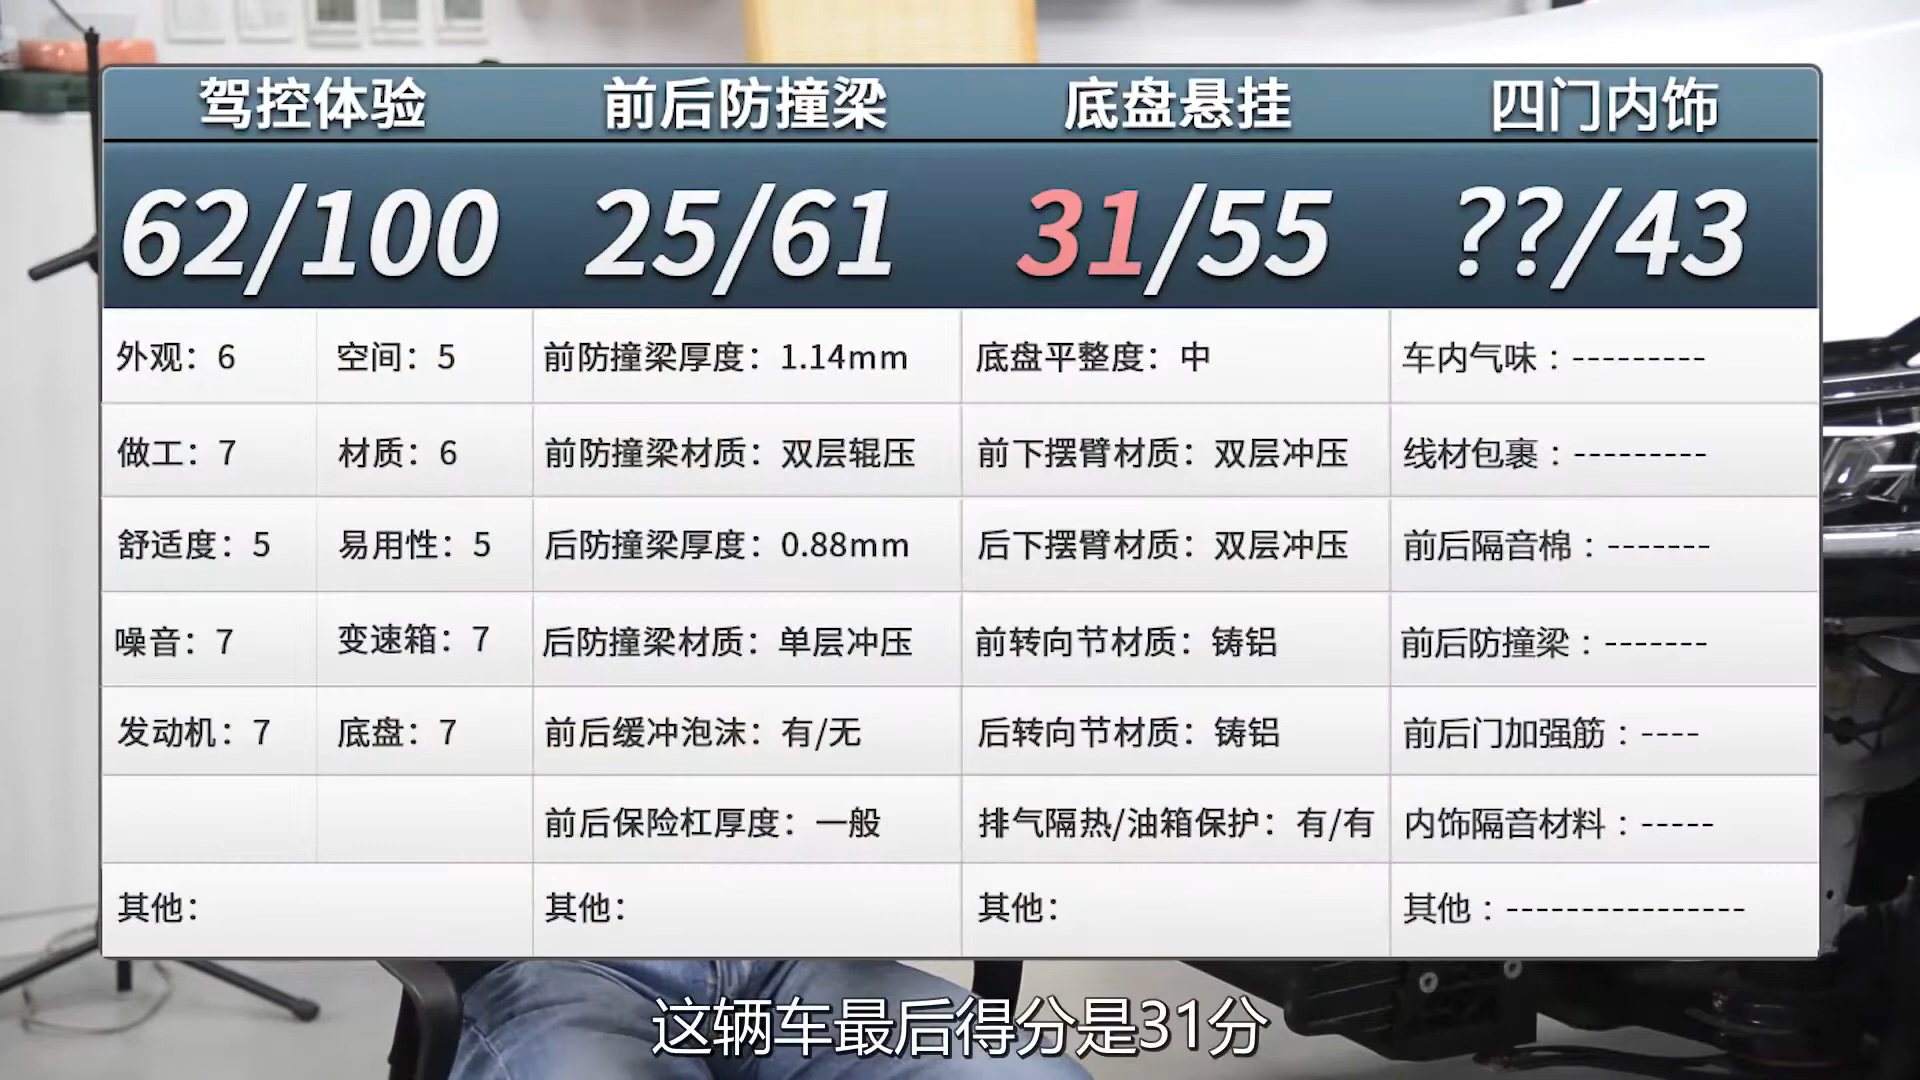 驾控体验 前后防撞梁 底盘悬挂 四门内饰
62/100 25/61 31/55 ??/43
外观：6 空间：5 前防撞梁厚度：1.14mm 底盘平整度：中 车内气味：---------
做工：7 材质：6 前防撞梁材质：双层辊压 前下摆臂材质：双层冲压 线材包裹：---------
舒适度：5 易用性：5 后防撞梁厚度：0.88mm 后下摆臂材质：双层冲压 前后隔音棉：-------
噪音：7 变速箱：7 后防撞梁材质：单层冲压 前转向节材质：铸铝 前后防撞梁：-------
发动机：7 底盘：7 前后缓冲泡沫：有/无 后转向节材质：铸铝 前后门加强筋：----
前后保险杠厚度：一般 排气隔热/油箱保护：有/有 内饰隔音材料：-----
其他： 其他： 其他： 其他：----------------
这辆车最后得分是31分